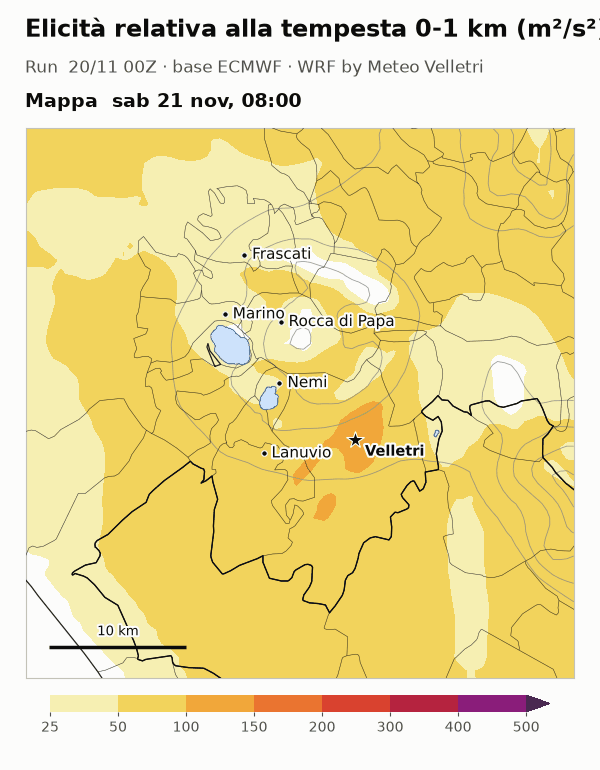 Elicità relativa alla tempesta 0-1 km (m²/s²)
Run  20/11 00Z · base ECMWF · WRF by Meteo Velletri
Mappa  sab 21 nov, 08:00
Frascati
Marino
Rocca di Papa
Nemi
Velletri
Lanuvio
10 km
25 50 100 150 200 300 400 500